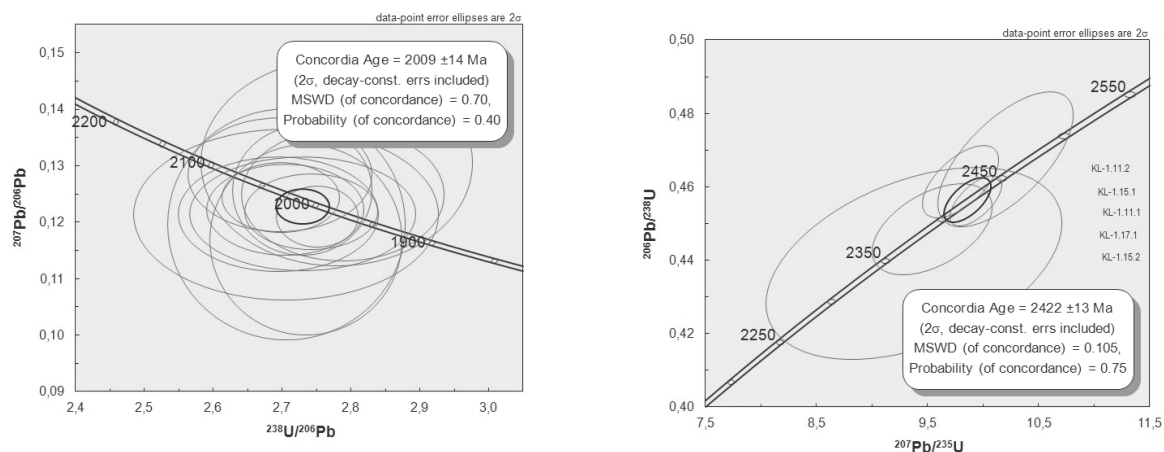 data-point error ellipses are 2σ
0,15
0,14
0,13
0,12
0,11
0,10
0,09
²⁰⁷Pb/²⁰⁶Pb
Concordia Age = 2009 ±14 Ma
(2σ, decay-const. errs included)
MSWD (of concordance) = 0.70,
Probability (of concordance) = 0.40
2200
2100
2000
1900
2,4
2,5
2,6
2,7
2,8
2,9
3,0
²³⁸U/²⁰⁶Pb
data-point error ellipses are 2σ
0,50
0,48
0,46
0,44
0,42
0,40
²⁰⁶Pb/²³⁸U
2550
2450
2350
2250
KL-1.11.2
KL-1.15.1
KL-1.11.1
KL-1.17.1
KL-1.15.2
Concordia Age = 2422 ±13 Ma
(2σ, decay-const. errs included)
MSWD (of concordance) = 0.105,
Probability (of concordance) = 0.75
7,5
8,5
9,5
10,5
11,5
²⁰⁷Pb/²³⁵U